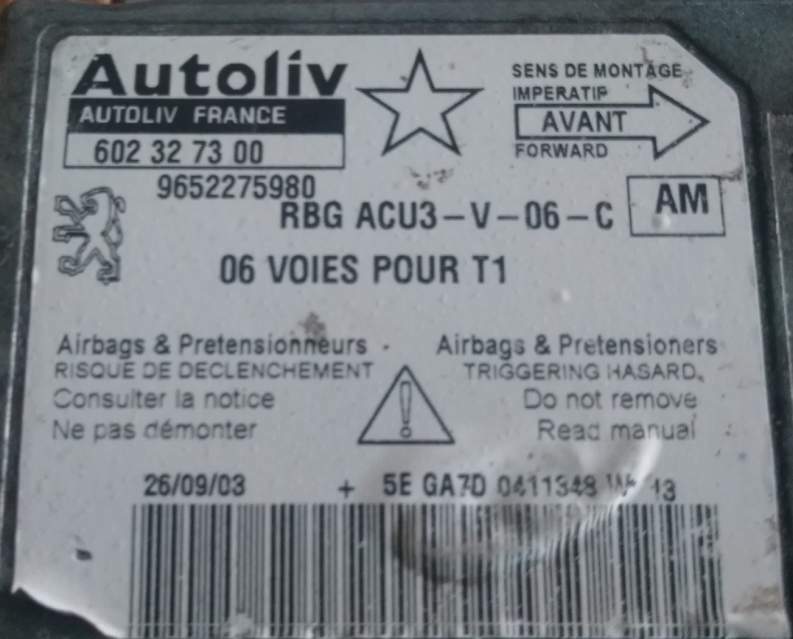 Autoliv
AUTOLIV FRANCE
602 32 73 00
9652275980
SENS DE MONTAGE
IMPERATIF
AVANT
FORWARD
RBG ACU3-V-06-C
AM
06 VOIES POUR T1
Airbags & Pretensionneurs
RISQUE DE DECLENCHEMENT
Consulter la notice
Ne pas démonter
Airbags & Pretensioners
TRIGGERING HASARD.
Do not remove
Read manual
!
26/09/03 + 5E GA7D 0411348